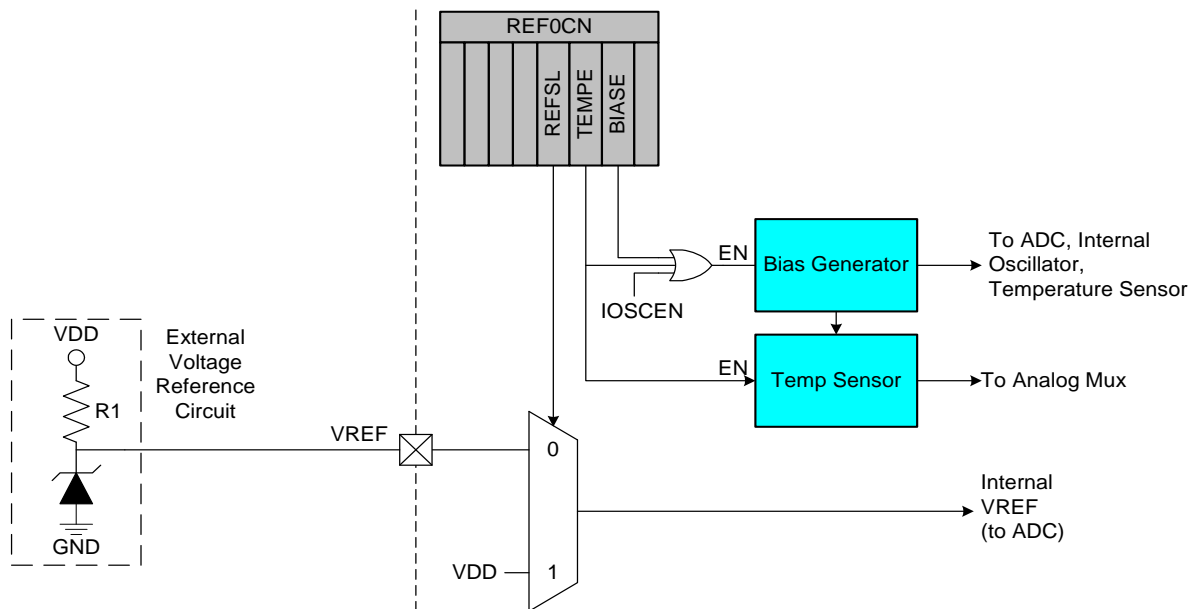 REF0CN
REFSL
TEMPE
BIASE
EN
Bias Generator
To ADC, Internal
Oscillator,
Temperature Sensor
IOSCEN
VDD
External
Voltage
Reference
Circuit
R1
EN
Temp Sensor
To Analog Mux
VREF
0
Internal
VREF
(to ADC)
GND
VDD
1